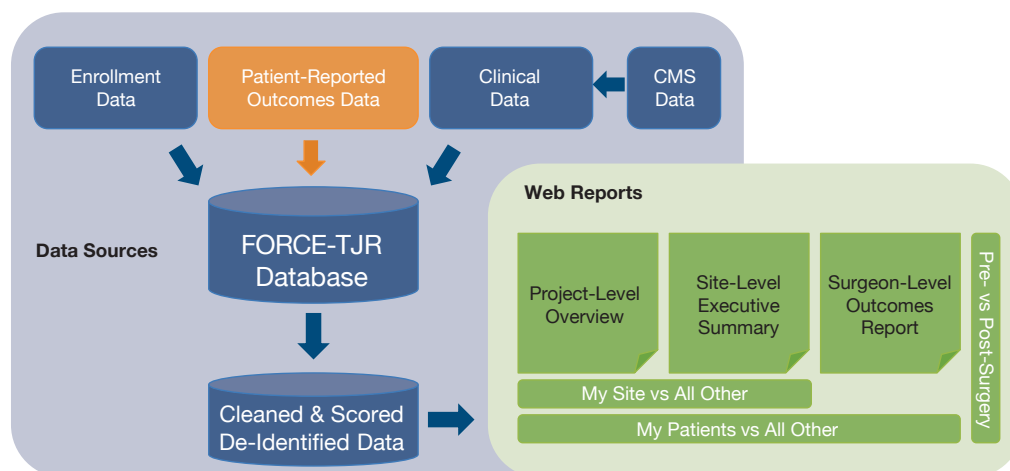 Enrollment
Data
Patient-Reported
Outcomes Data
Clinical
Data
CMS
Data
Data Sources
FORCE-TJR
Database
Cleaned & Scored
De-Identified Data
Web Reports
Project-Level
Overview
Site-Level
Executive
Summary
Surgeon-Level
Outcomes
Report
Pre- vs Post-Surgery
My Site vs All Other
My Patients vs All Other